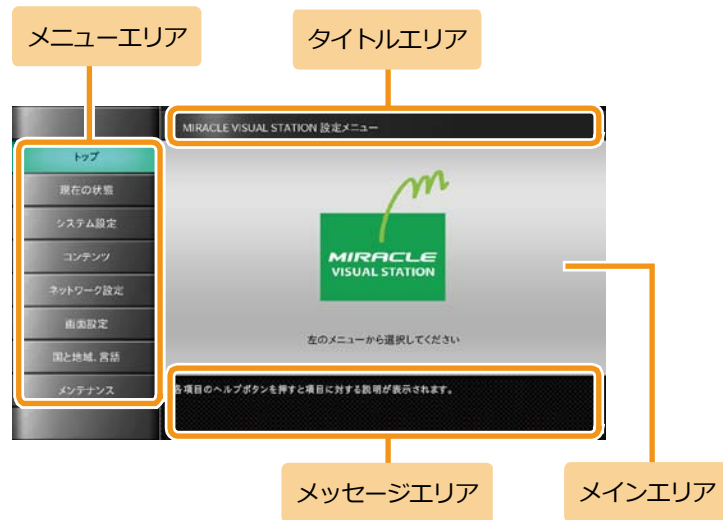 メニューエリア
タイトルエリア
MIRACLE VISUAL STATION 設定メニュー
トップ
現在の状態
システム設定
コンテンツ
ネットワーク設定
画面設定
国と地域、言語
メンテナンス
MIRACLE
VISUAL STATION
左のメニューから選択してください
各項目のヘルプボタンを押すと項目に対する説明が表示されます。
メッセージエリア
メインエリア